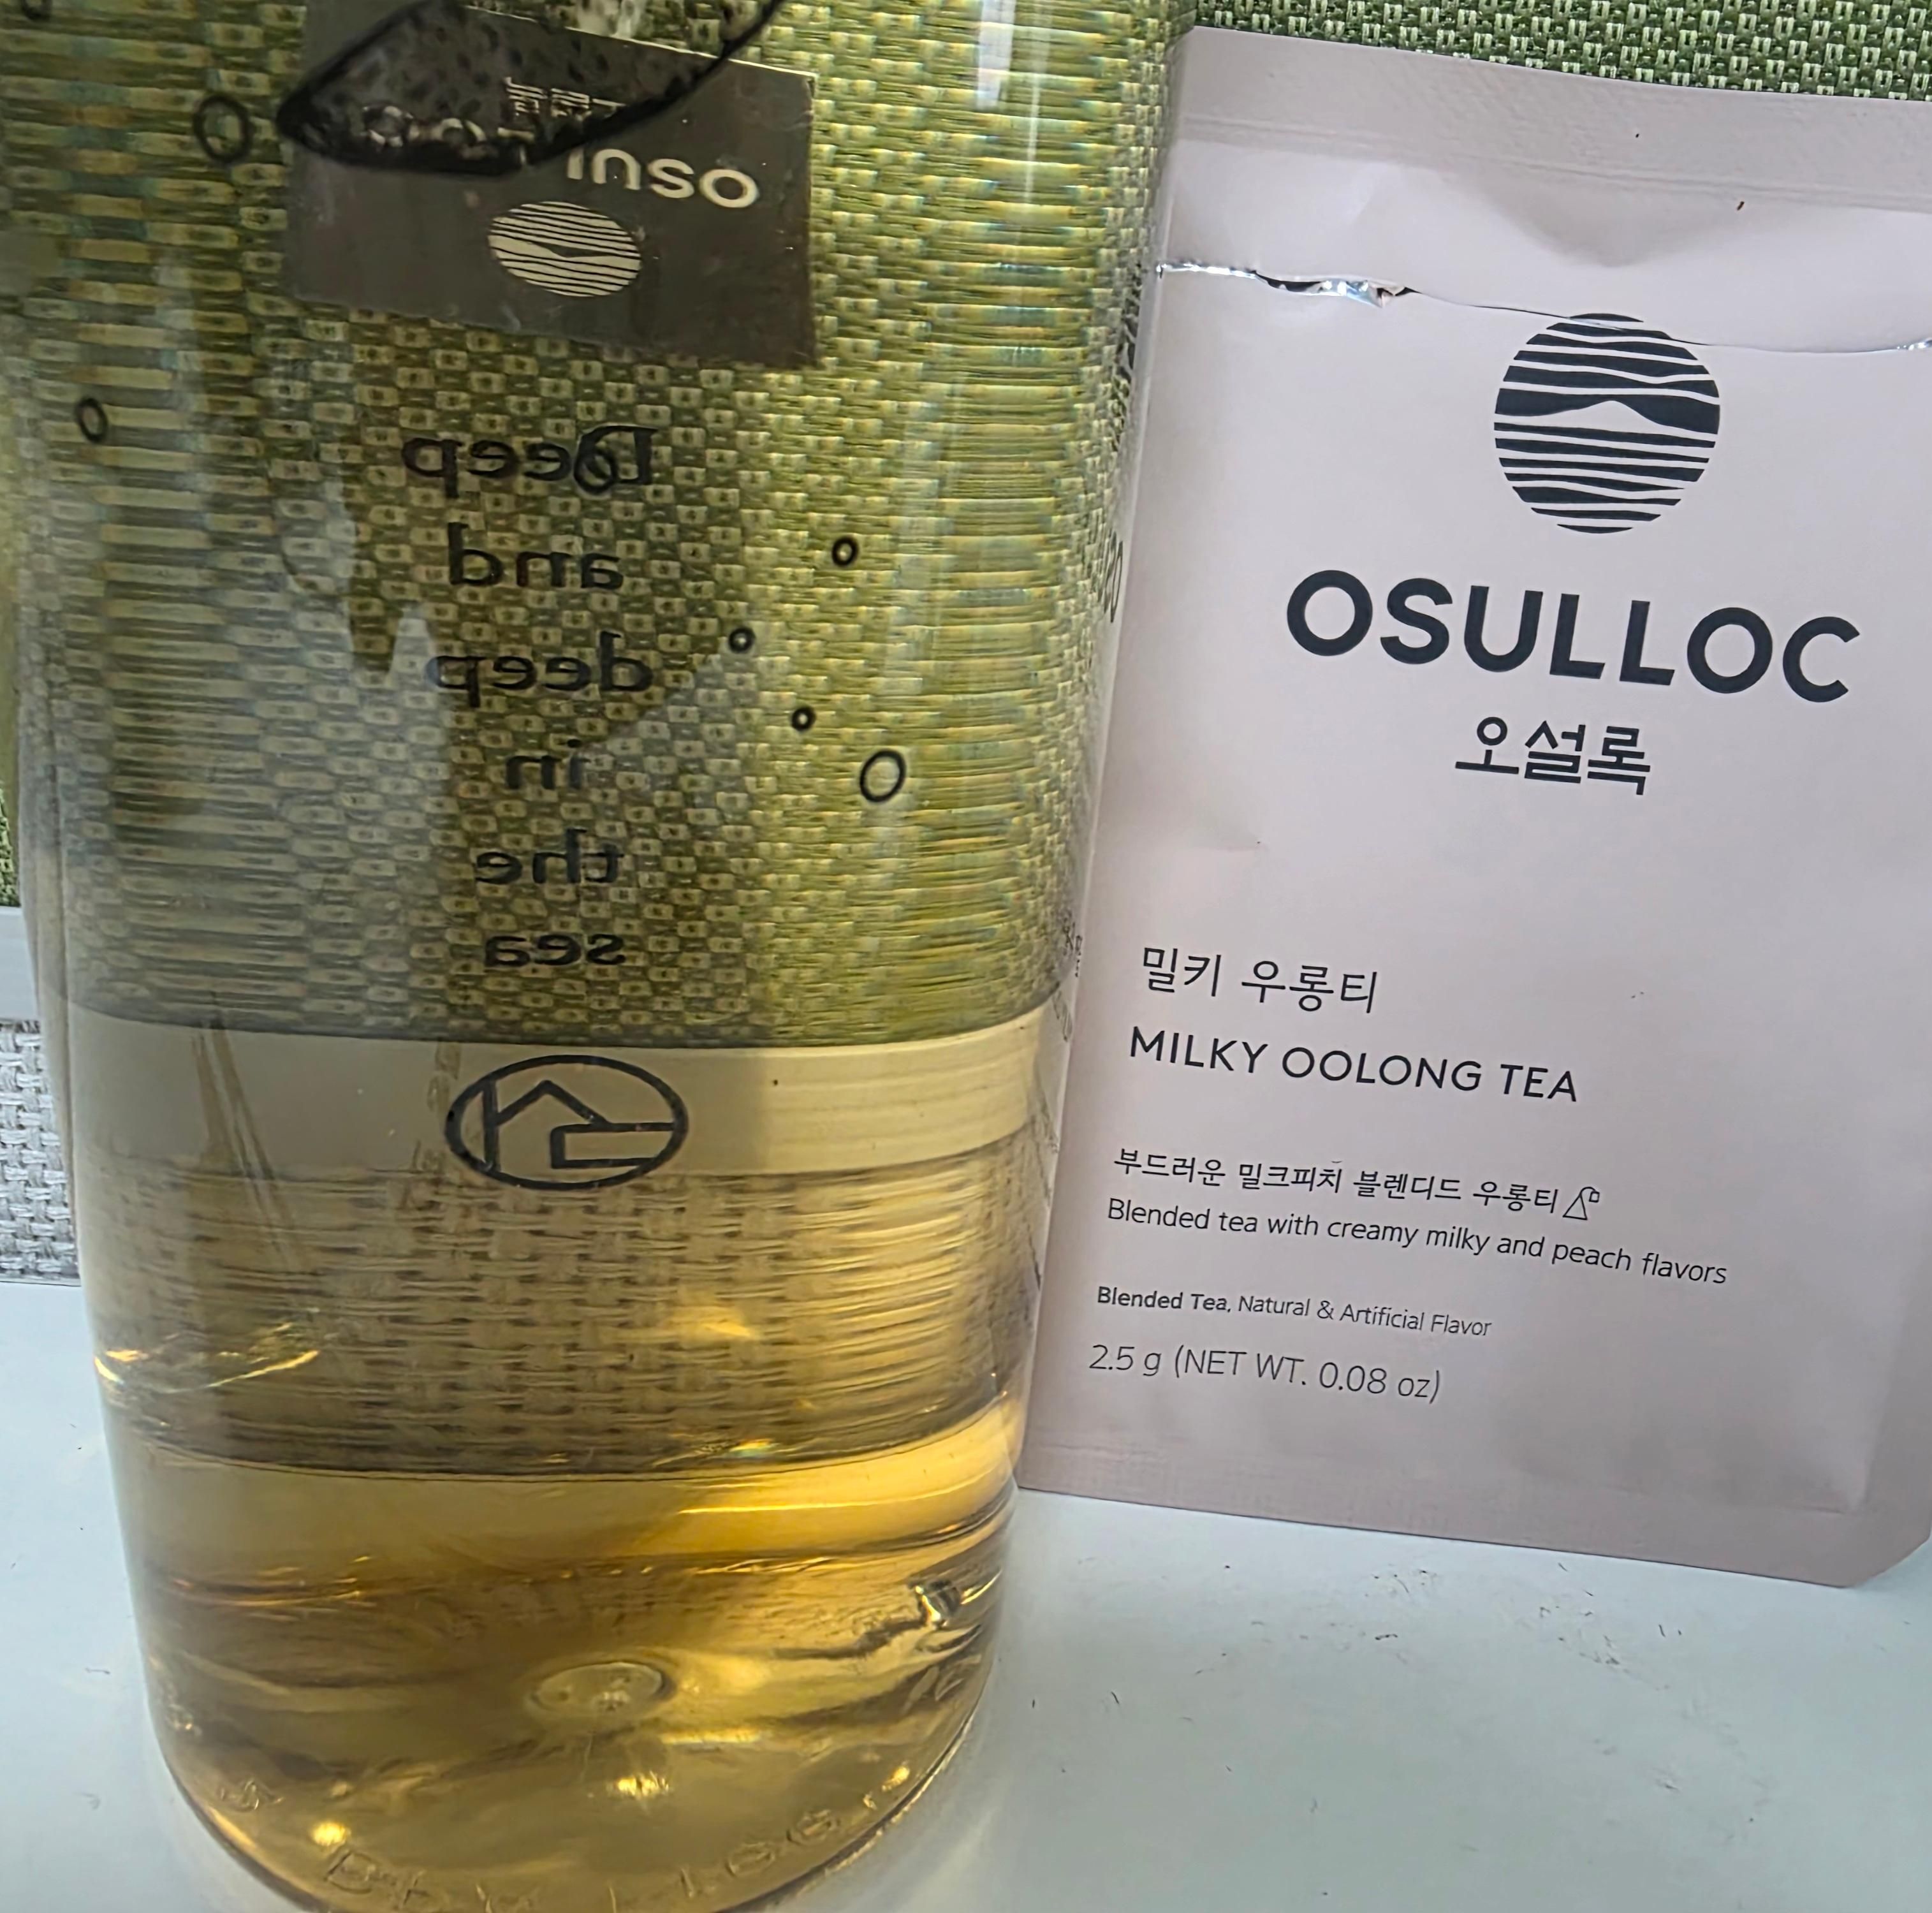 osul
Deep
and
deep
in
the
sea
OSULLOC
오설록
밀키 우롱티
MILKY OOLONG TEA
부드러운 밀크피치 블렌디드 우롱티
Blended tea with creamy milky and peach flavors
Blended Tea, Natural & Artificial Flavor
2.5 g (NET WT. 0.08 oz)